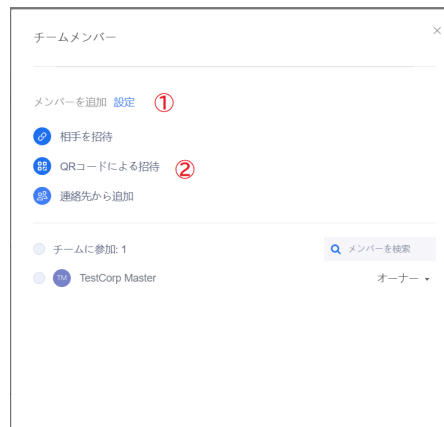 チームメンバー
メンバーを追加 設定 ①
相手を招待
QRコードによる招待 ②
連絡先から追加
チームに参加: 1 メンバーを検索
TM TestCorp Master オーナー